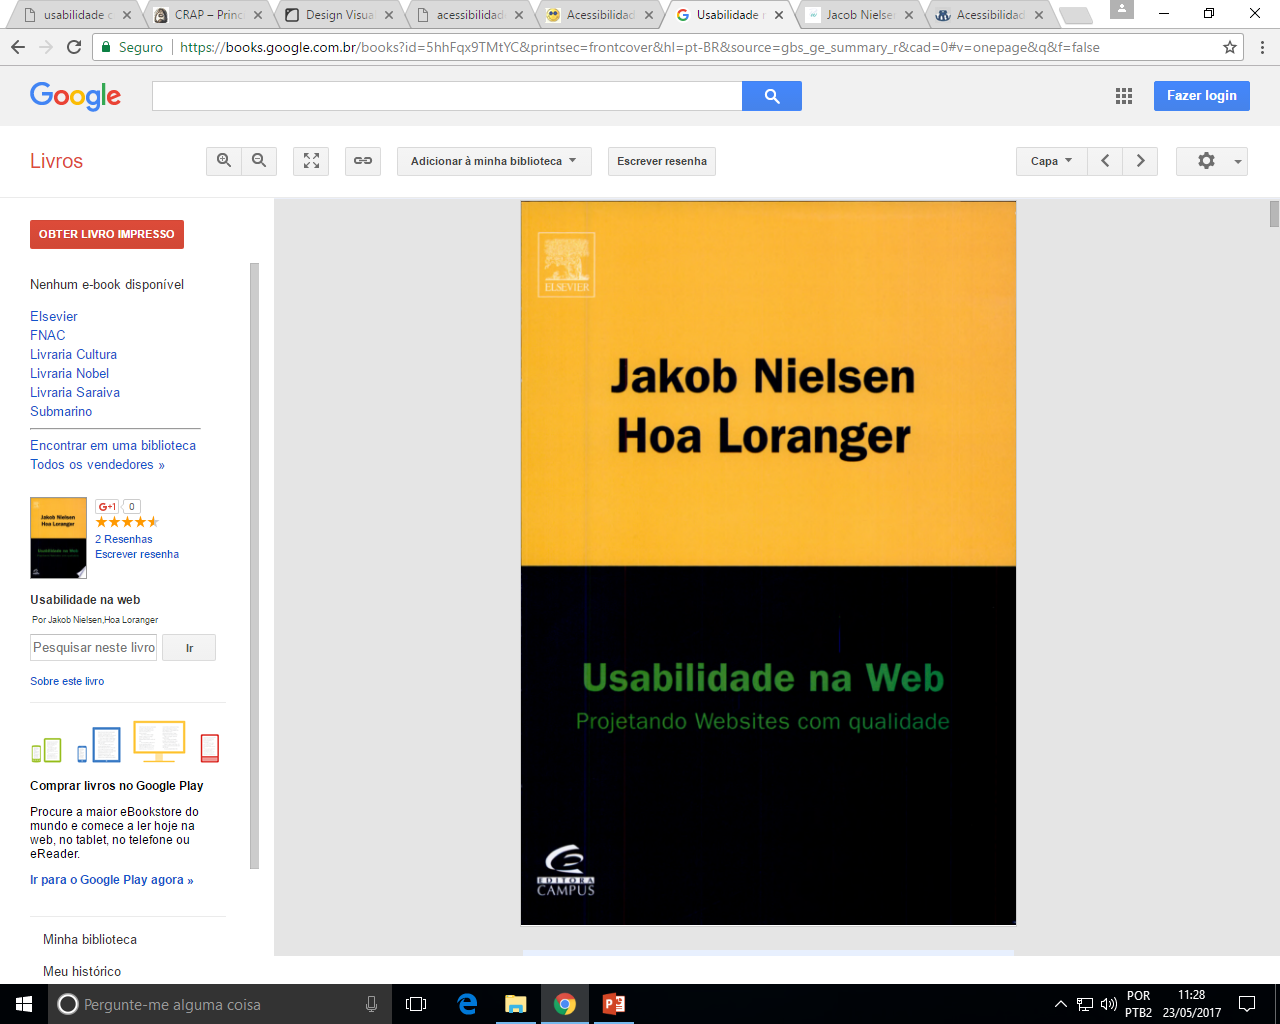 usabilidade
CRAP – Princ
Design Visua
acessibilidad
Acessibilidad
Usabilidade n
Jacob Nielse
Acessibilidad
Seguro
https://books.google.com.br/books?id=5hhFqx9TMtYC&printsec=frontcover&hl=pt-BR&source=gbs_ge_summary_r&cad=0#v=onepage&q&f=false
Google
Fazer login
Livros
Adicionar à minha biblioteca
Escrever resenha
Capa
OBTER LIVRO IMPRESSO
Nenhum e-book disponível
Elsevier
FNAC
Livraria Cultura
Livraria Nobel
Livraria Saraiva
Submarino
Encontrar em uma biblioteca
Todos os vendedores »
Jakob Nielsen
Hoa Loranger
Usabilidade na Web
G+1 0
2 Resenhas
Escrever resenha
Usabilidade na web
Por Jakob Nielsen,Hoa Loranger
Pesquisar neste livro
Ir
Sobre este livro
Comprar livros no Google Play
Procure a maior eBookstore do
mundo e comece a ler hoje na
web, no tablet, no telefone ou
eReader.
Ir para o Google Play agora »
Minha biblioteca
Meu histórico
ELSEVIER
Jakob Nielsen
Hoa Loranger
Usabilidade na Web
Projetando Websites com qualidade
EDITORA
CAMPUS
Pergunte-me alguma coisa
POR
PTB2
11:28
23/05/2017